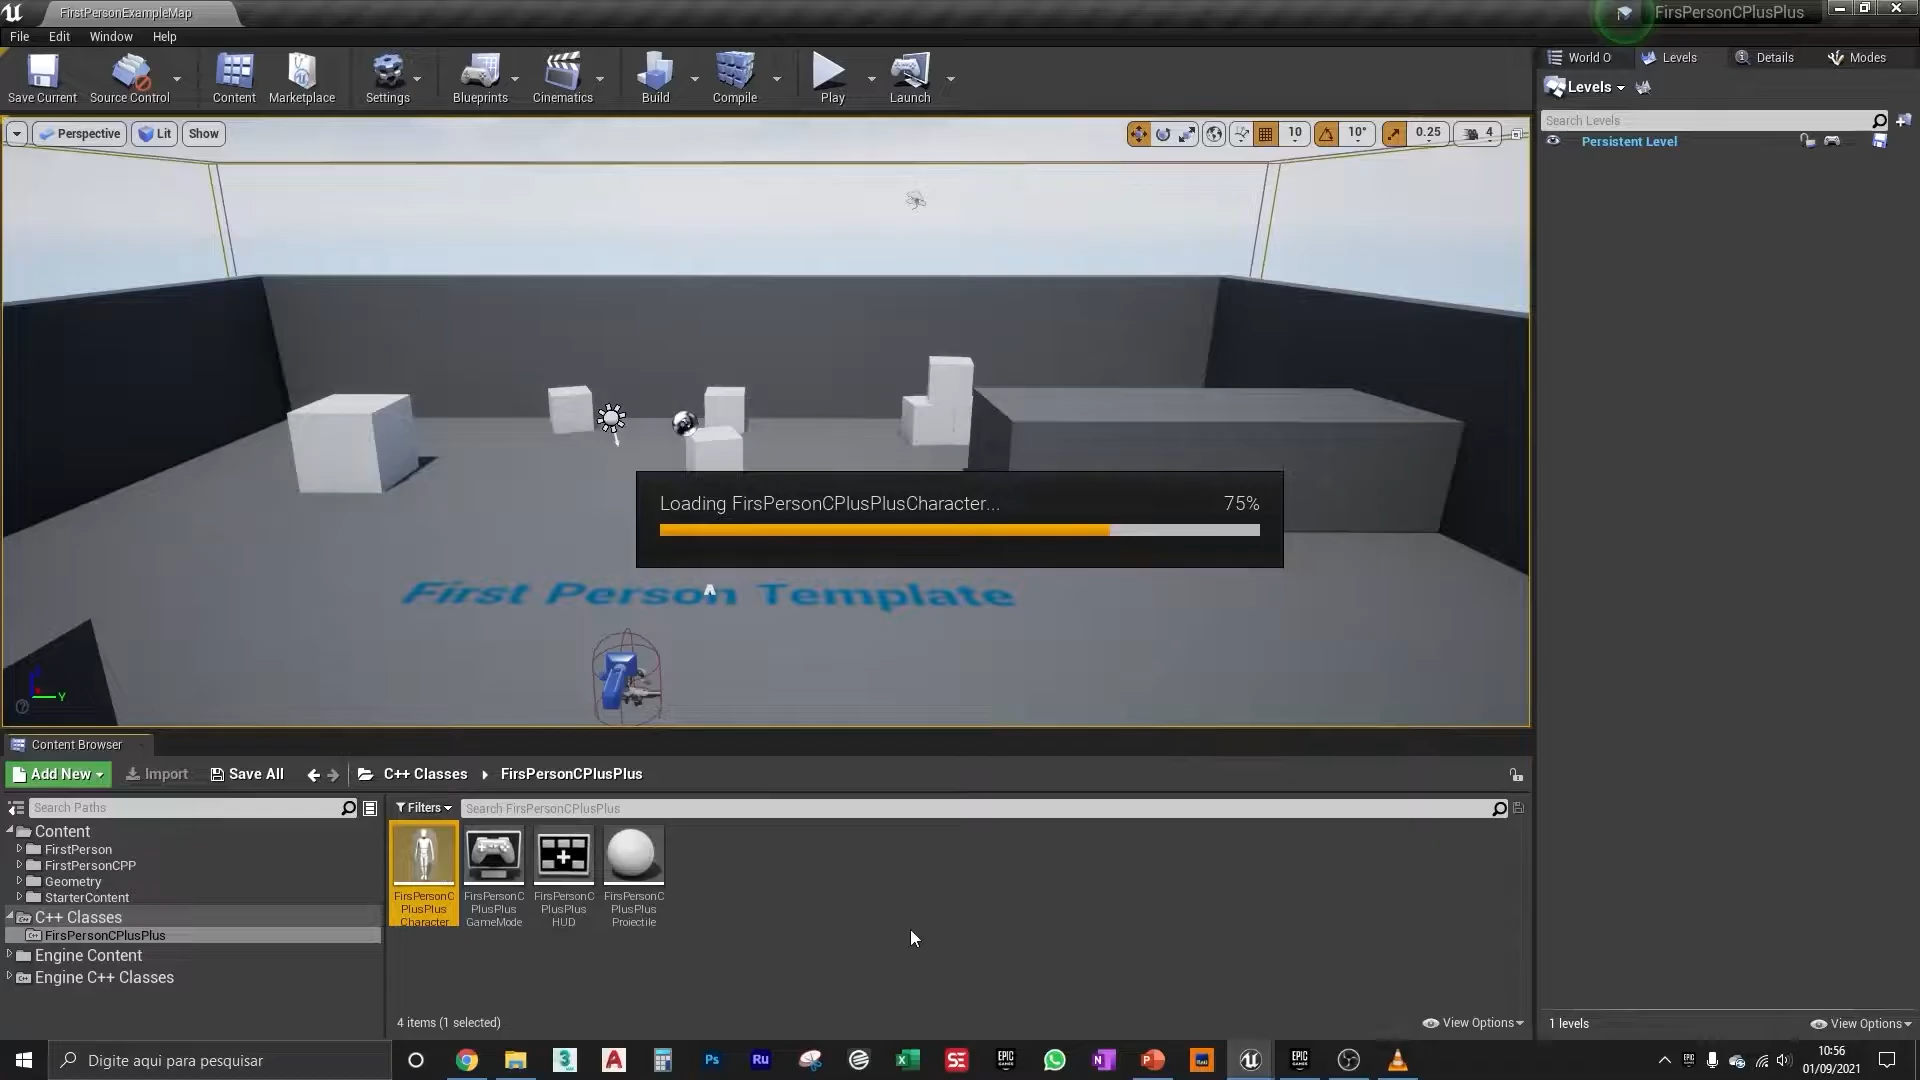 FirstPersonExampleMap
FirsPersonCPlusPlus
File Edit Window Help
Save Current
Source Control
Content
Marketplace
Settings
Blueprints
Cinematics
Build
Compile
Play
Launch
World O
Levels
Details
Modes
Levels
Search Levels
Persistent Level
Perspective
Lit
Show
10
10°
0.25
4
Loading FirsPersonCPlusPlusCharacter... 75%
First Person Template
Y
Content Browser
Add New
Import
Save All
C++ Classes
FirsPersonCPlusPlus
Search Paths
Filters
Search FirsPersonCPlusPlus
Content
FirstPerson
FirstPersonCPP
Geometry
StarterContent
C++ Classes
FirsPersonCPlusPlus
Engine Content
Engine C++ Classes
FirsPersonC
PlusPlus
Character
FirsPersonC
PlusPlus
GameMode
FirsPersonC
PlusPlus
HUD
FirsPersonC
PlusPlus
Projectile
4 items (1 selected)
View Options
1 levels
View Options
Digite aqui para pesquisar
10:56
01/09/2021